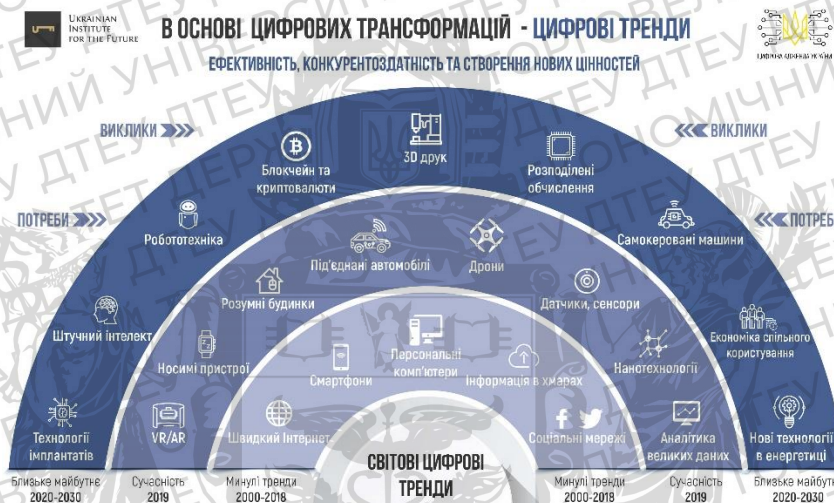 UKRAINIAN
INSTITUTE
FOR THE FUTURE
В ОСНОВІ ЦИФРОВИХ ТРАНСФОРМАЦІЙ - ЦИФРОВІ ТРЕНДИ
ЕФЕКТИВНІСТЬ, КОНКУРЕНТОЗДАТНІСТЬ ТА СТВОРЕННЯ НОВИХ ЦІННОСТЕЙ
ЦИФРОВА АДЖЕНДА УКРАЇНИ
ВИКЛИКИ
ВИКЛИКИ
ПОТРЕБИ
ПОТРЕБ
3D друк
Блокчейн та
криптовалюти
Розподілені
обчислення
Робототехніка
Самокеровані машини
Штучний інтелект
Економіка спільного
користування
Технології
імплантатів
Нові технології
в енергетиці
Під'єднані автомобілі
Дрони
Розумні будинки
Датчики, сенсори
Носимі пристрої
Нанотехнології
VR/AR
Аналітика
великих даних
Персональні
комп'ютери
Смартфони
Інформація в хмарах
Швидкий Інтернет
Соціальні мережі
СВІТОВІ ЦИФРОВІ
ТРЕНДИ
Близьке майбутнє
2020-2030
Сучасність
2019
Минулі тренди
2000-2018
Минулі тренди
2000-2018
Сучасність
2019
Близьке майбут
2020-2030